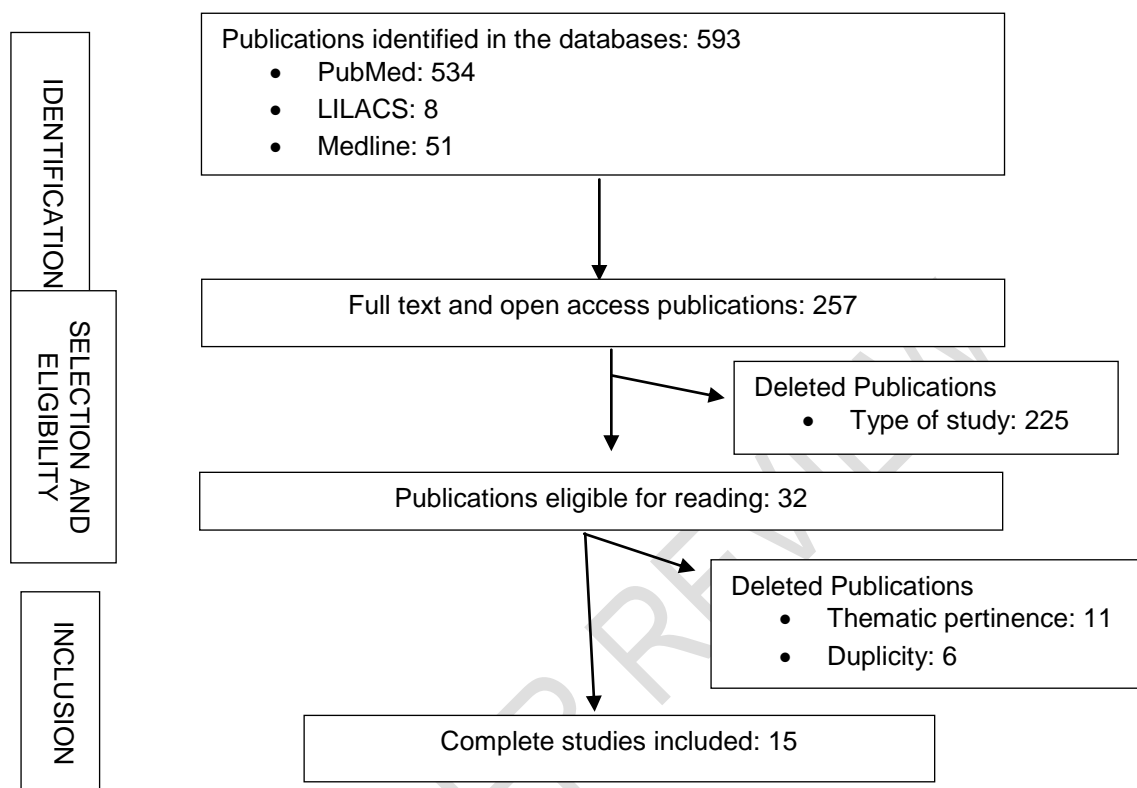 IDENTIFICATION
Publications identified in the databases: 593
• PubMed: 534
• LILACS: 8
• Medline: 51
SELECTION AND
ELIGIBILITY
Full text and open access publications: 257
Deleted Publications
• Type of study: 225
Publications eligible for reading: 32
Deleted Publications
• Thematic pertinence: 11
• Duplicity: 6
INCLUSION
Complete studies included: 15